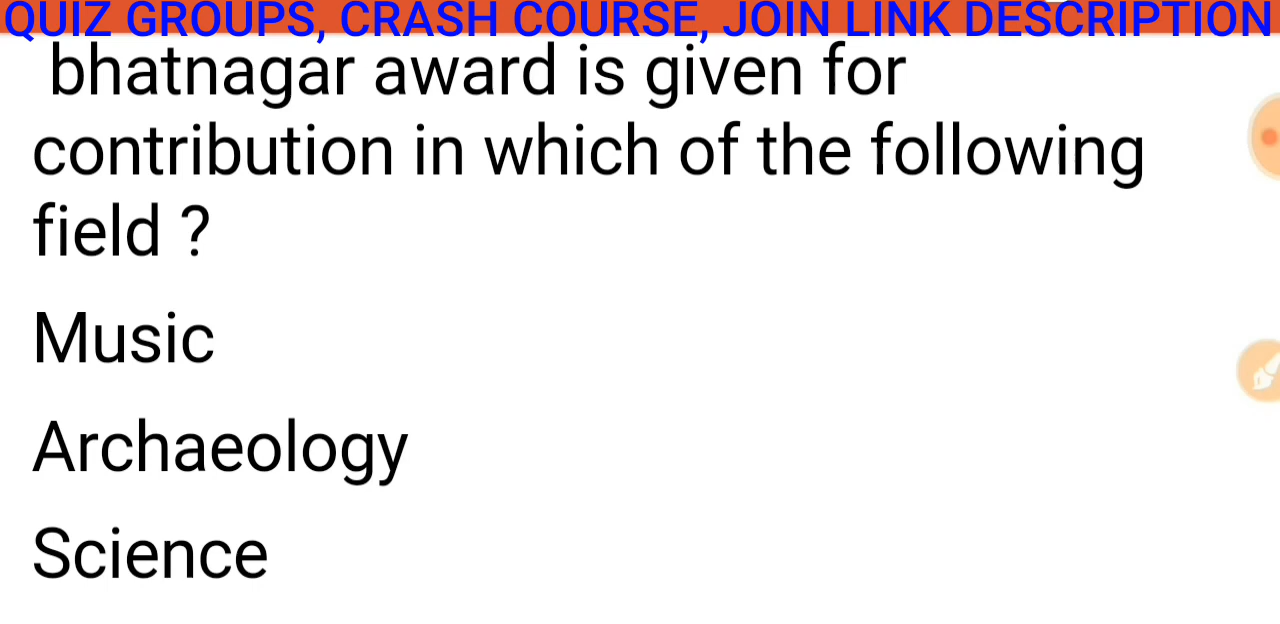 QUIZ GROUPS, CRASH COURSE, JOIN LINK DESCRIPTION
bhatnagar award is given for
contribution in which of the following
field ?
Music
Archaeology
Science